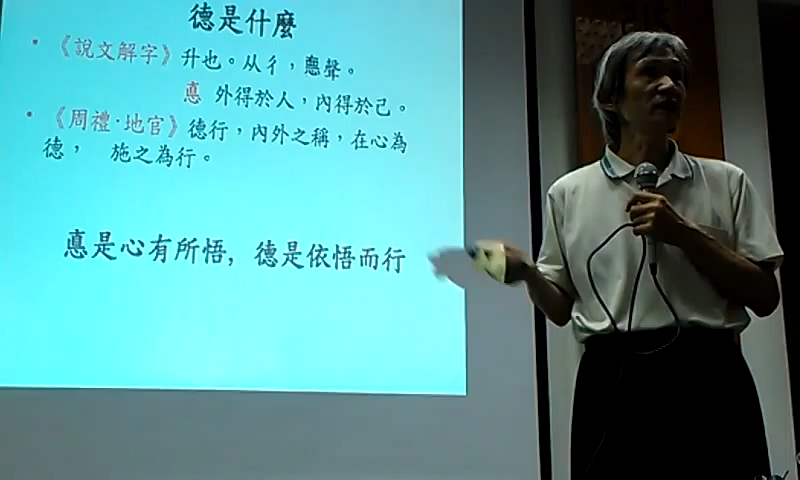 德是什麼
• 《說文解字》升也。从彳,悳聲。
悳 外得於人,內得於己。
• 《周禮·地官》德行,內外之稱,在心為
德, 施之為行。
悳是心有所悟, 德是依悟而行